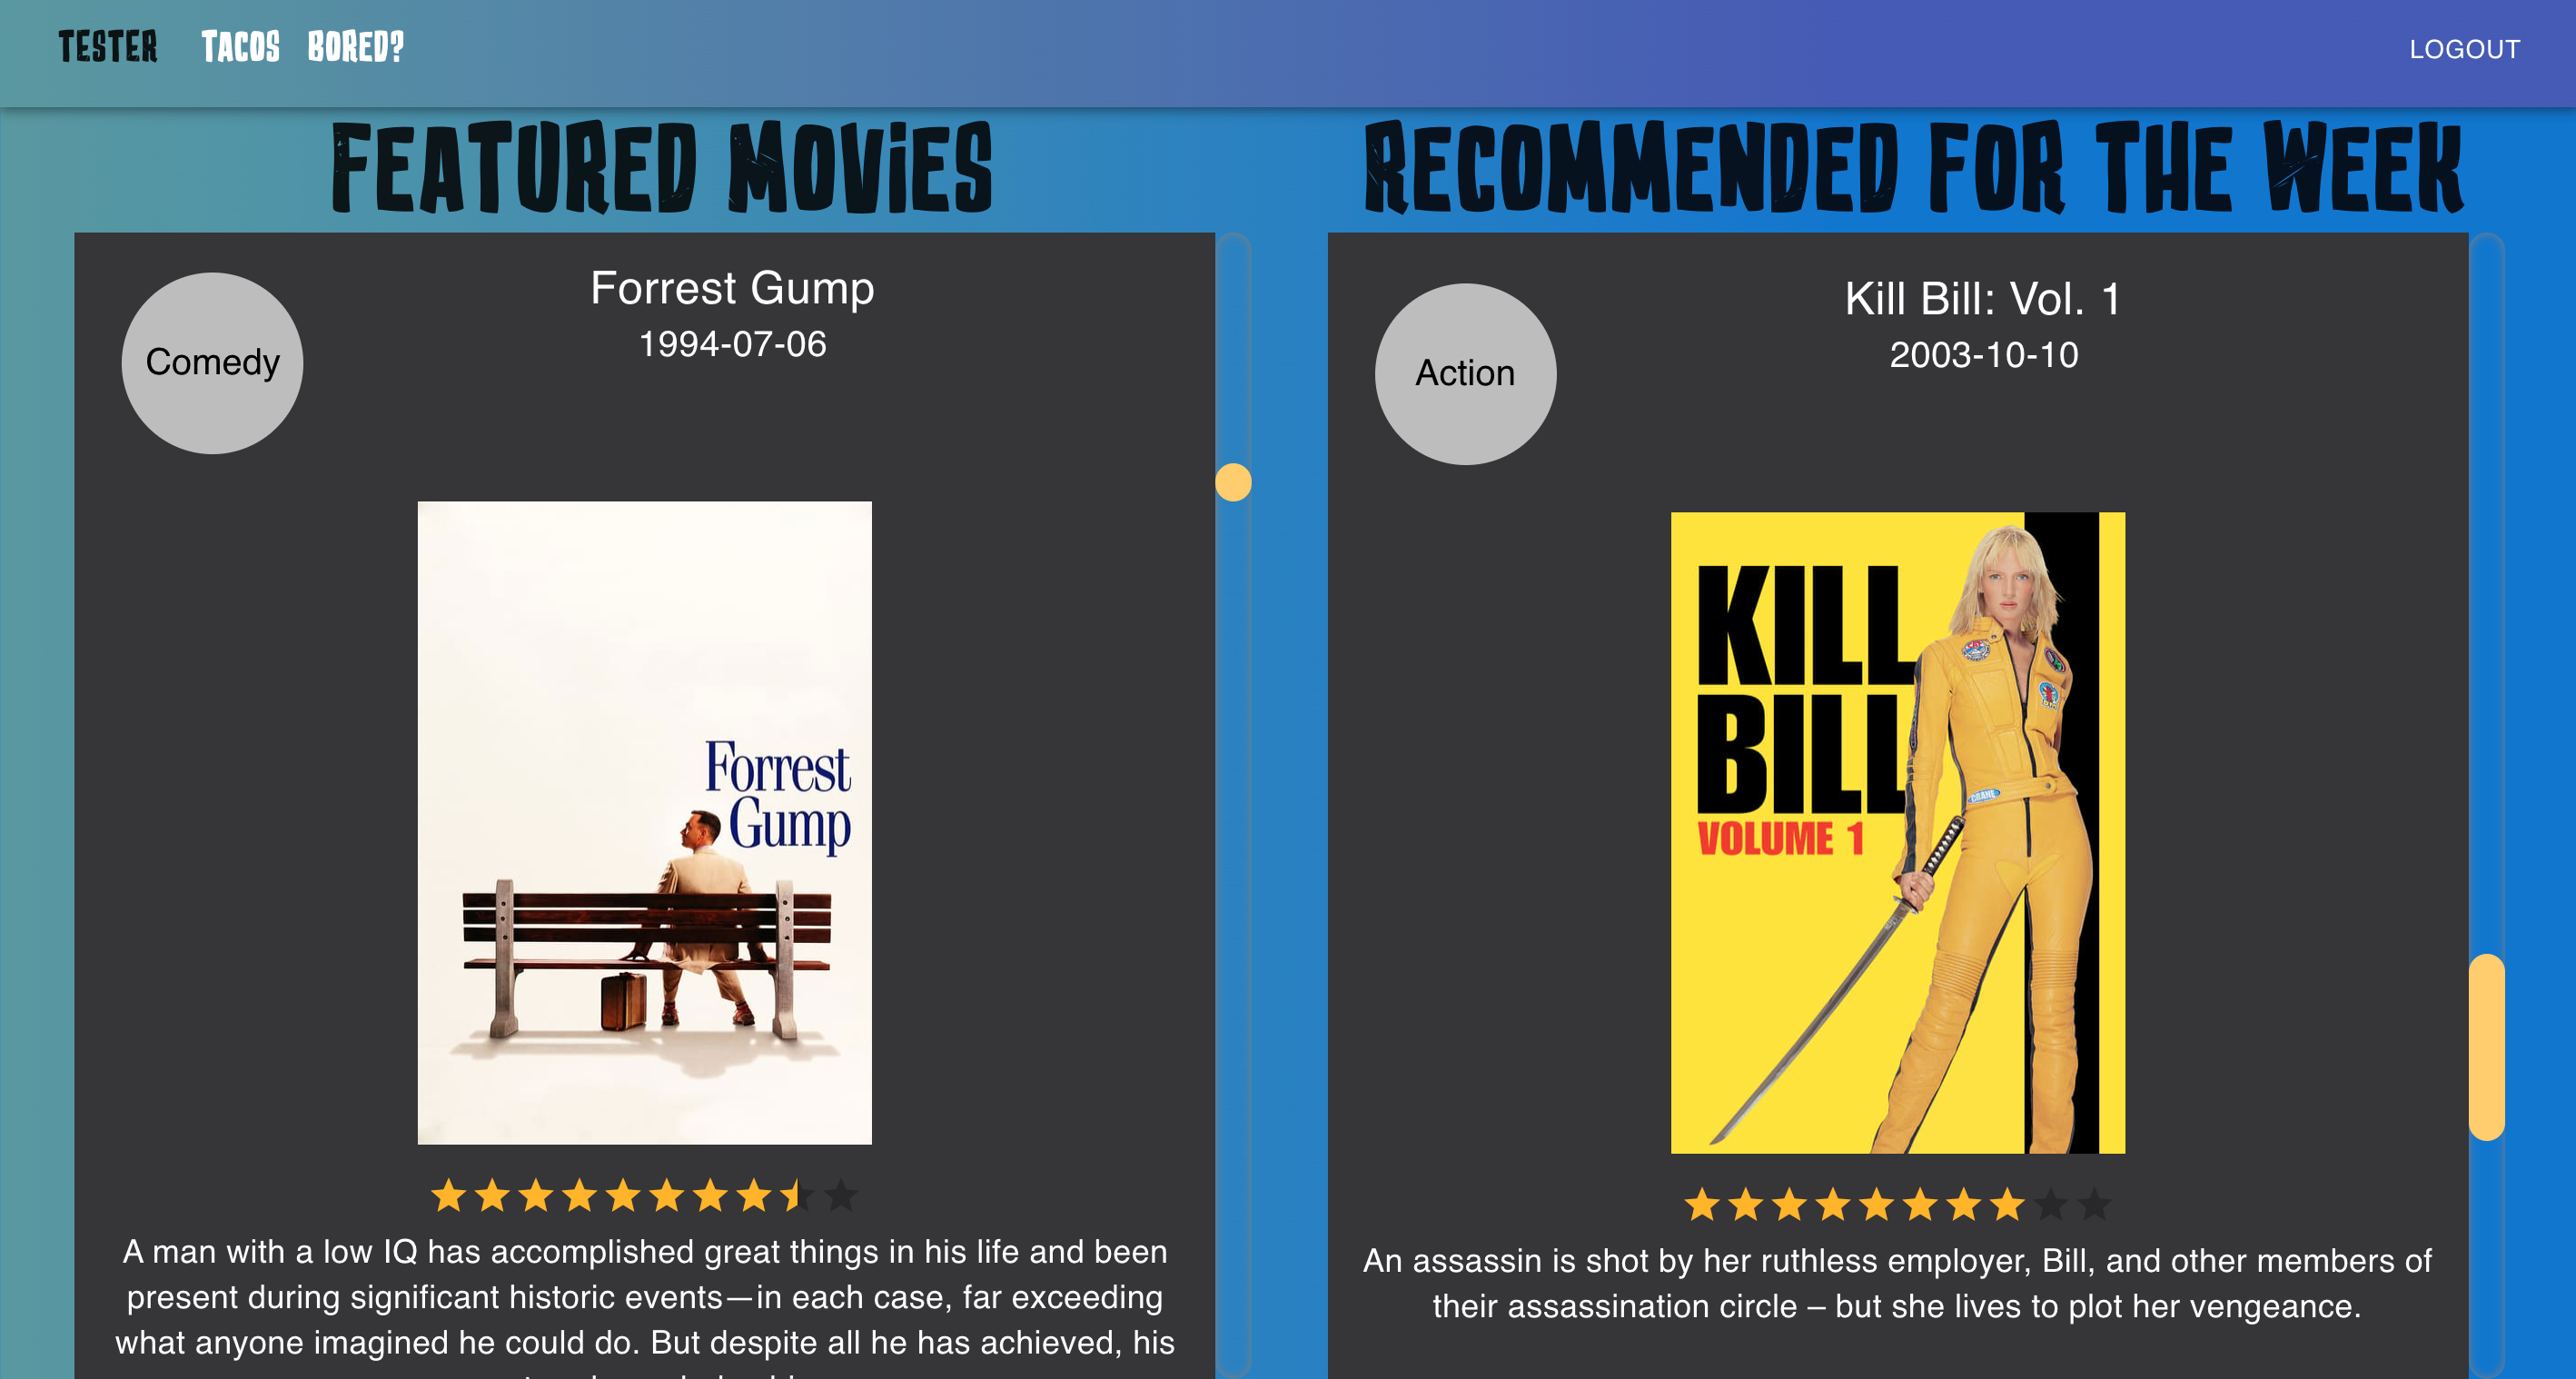 TESTER TACOS BORED? LOGOUT
FEATURED MOVIES
Comedy
Forrest Gump
1994-07-06
Forrest
Gump
A man with a low IQ has accomplished great things in his life and been
present during significant historic events—in each case, far exceeding
what anyone imagined he could do. But despite all he has achieved, his
RECOMMENDED FOR THE WEEK
Action
Kill Bill: Vol. 1
2003-10-10
KILL
BILL
VOLUME 1
CRANE
An assassin is shot by her ruthless employer, Bill, and other members of
their assassination circle – but she lives to plot her vengeance.